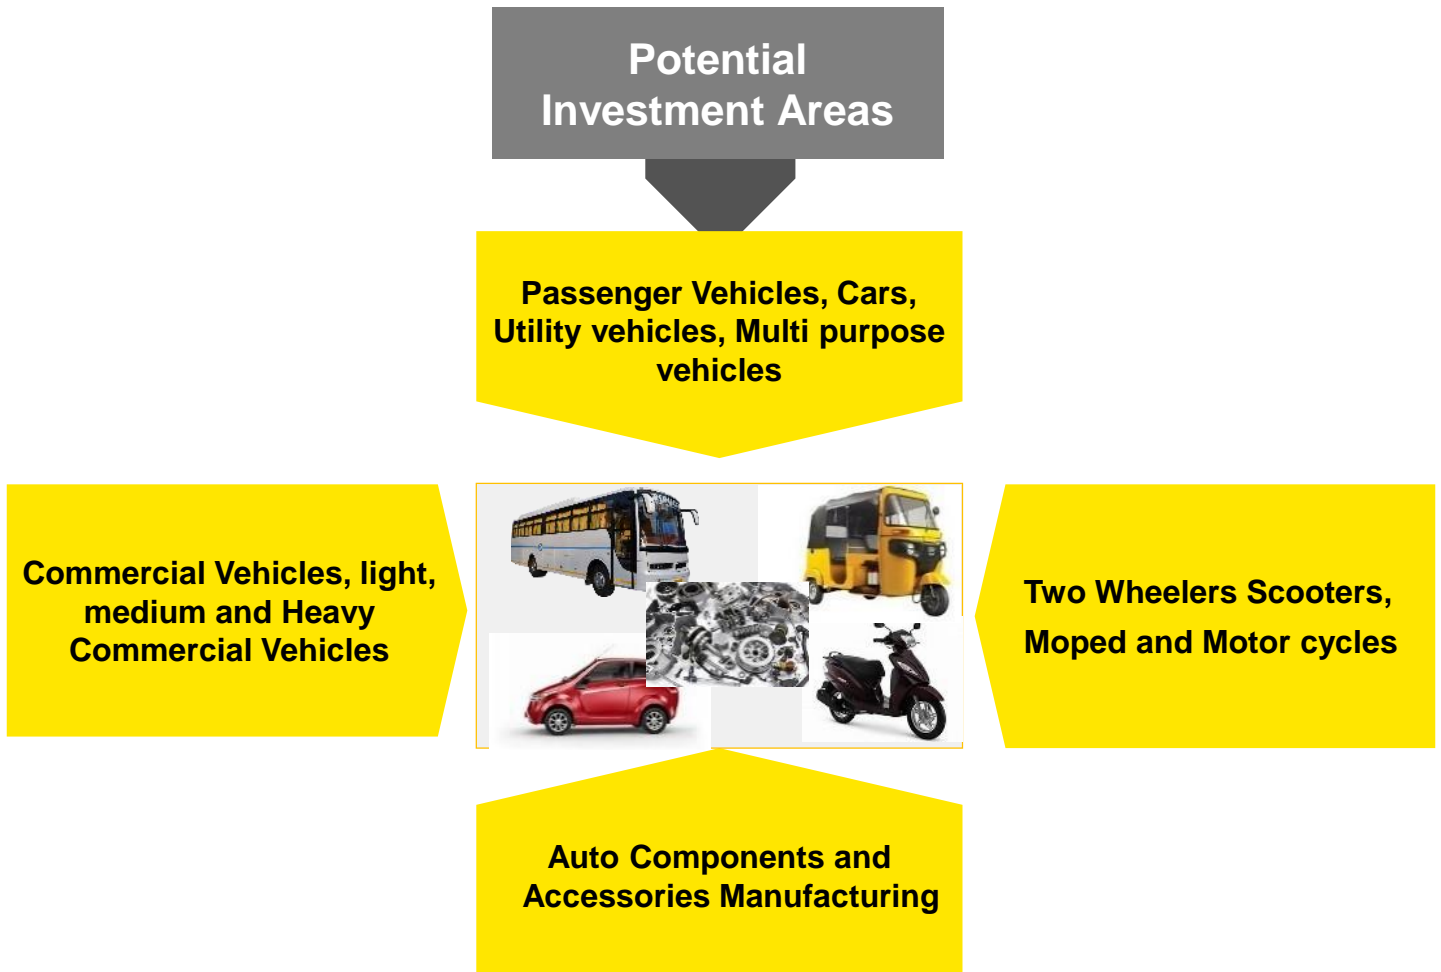 Potential
Investment Areas
Passenger Vehicles, Cars,
Utility vehicles, Multi purpose
vehicles
Commercial Vehicles, light,
medium and Heavy
Commercial Vehicles
Two Wheelers Scooters,
Moped and Motor cycles
Auto Components and
Accessories Manufacturing